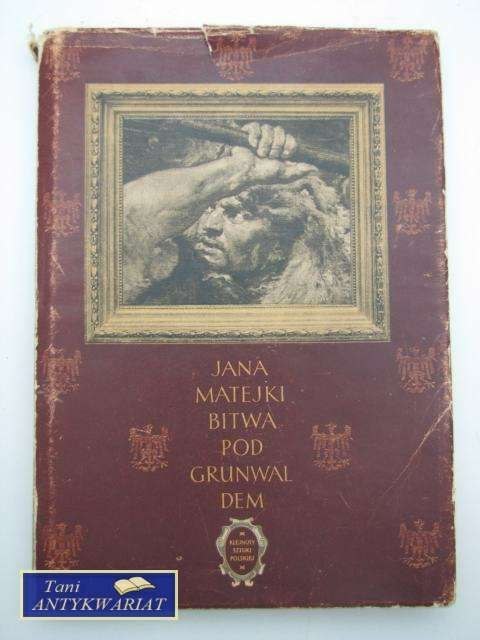 JANA
MATEJKI
BITWA
POD
GRUNWAL
DEM
KLEJNOTY
SZTUKI
POLSKIEJ
Tani
ANTYKWARIAT